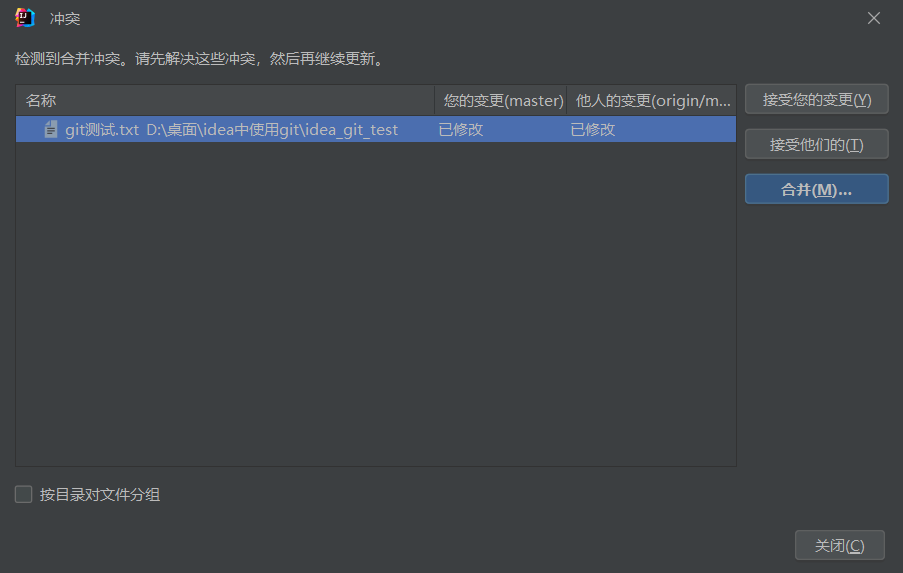 冲突
检测到合并冲突。请先解决这些冲突，然后再继续更新。
名称 您的变更(master) 他人的变更(origin/m...
接受您的变更(Y)
git测试.txt D:\桌面\idea中使用git\idea_git_test 已修改 已修改
接受他们的(T)
合并(M)...
按目录对文件分组
关闭(C)